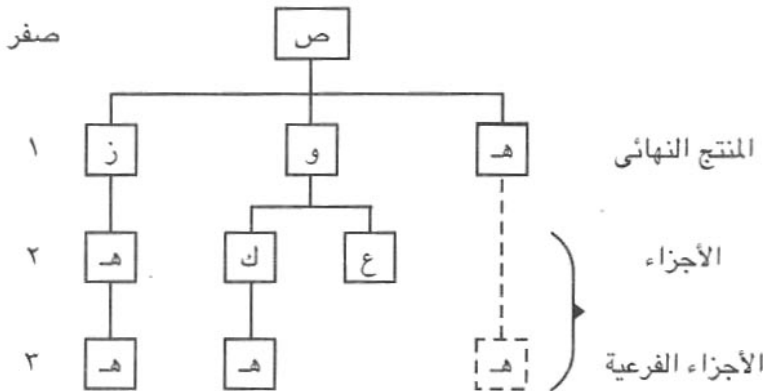 ص صفر
المنتج النهائى هـ و ز ١
الأجزاء ع ك هـ ٢
الأجزاء الفرعية هـ هـ هـ ٣